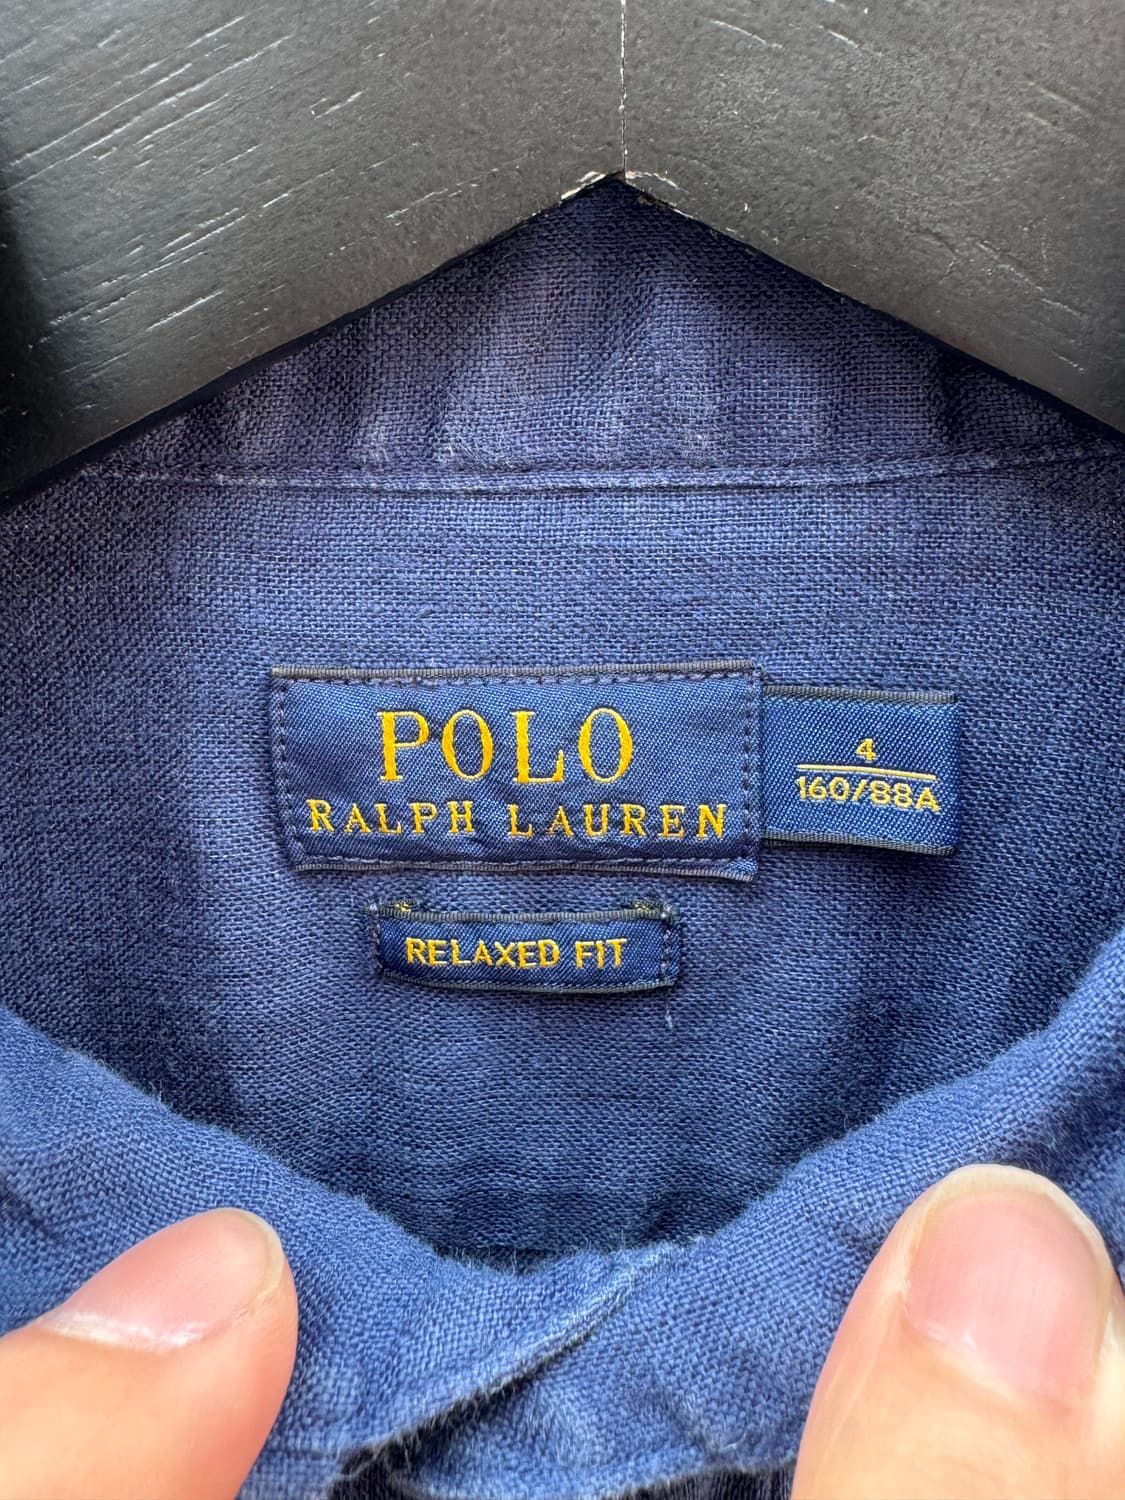 POLO
RALPH LAUREN
4
160/88A
RELAXED FIT